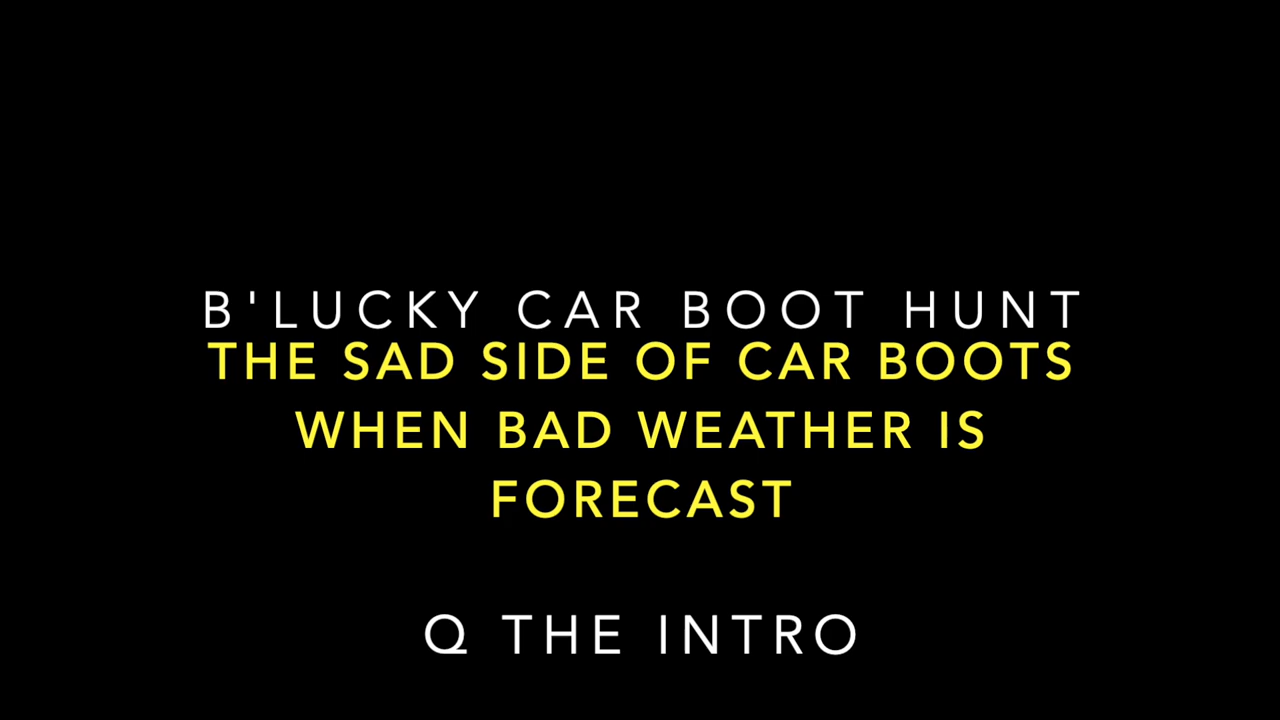 B'LUCKY CAR BOOT HUNT
THE SAD SIDE OF CAR BOOTS
WHEN BAD WEATHER IS
FORECAST
Q THE INTRO